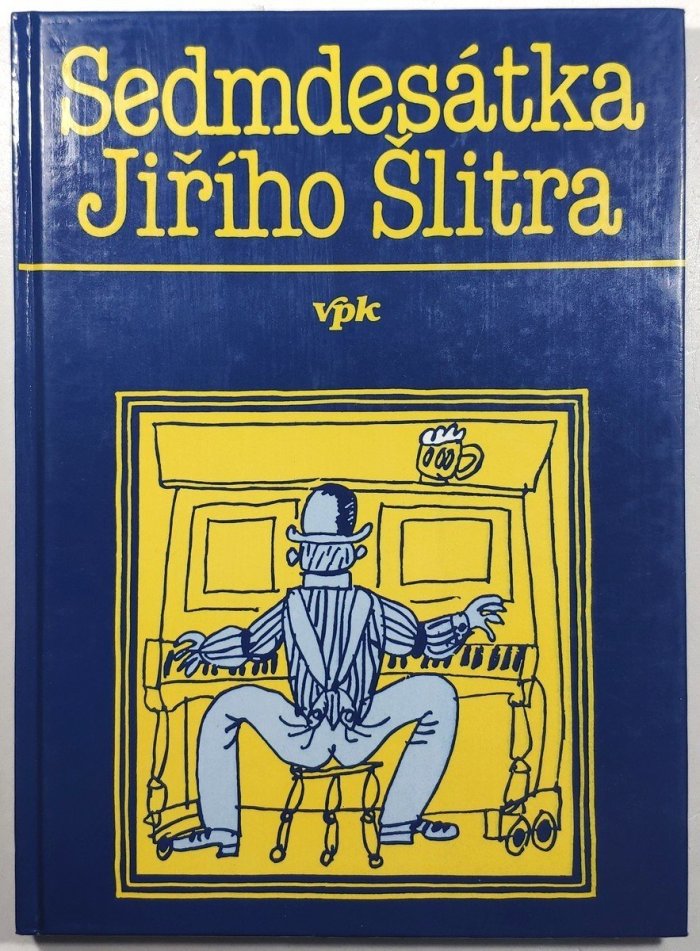 Sedmdesátka
Jiřího Šlitra
vpk